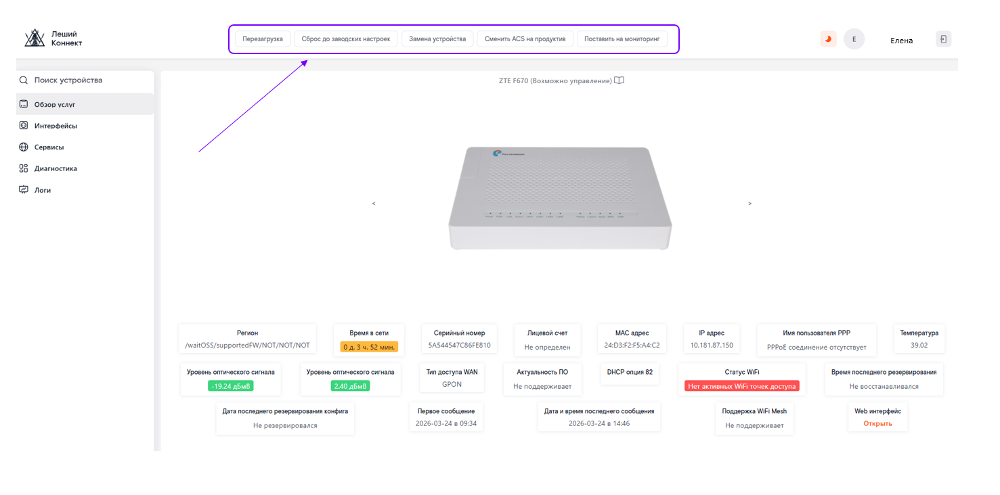 Леший
Коннект
Перезагрузка
Сброс до заводских настроек
Замена устройства
Сменить ACS на продуктив
Поставить на мониторинг
E
Елена
Поиск устройства
Обзор услуг
Интерфейсы
Сервисы
Диагностика
Логи
ZTE F670 (Возможно управление)
Ростелеком
<
>
Регион
/waitOSS/supportedFW/NOT/NOT/NOT
Время в сети
0 д. 3 ч. 52 мин.
Серийный номер
5A544547C86FE810
Лицевой счет
Не определен
MAC адрес
24:D3:F2:F5:A4:C2
IP адрес
10.181.87.150
Имя пользователя PPP
PPPoE соединение отсутствует
Температура
39.02
Уровень оптического сигнала
-19.24 дБмВ
Уровень оптического сигнала
2.40 дБмВ
Тип доступа WAN
GPON
Актуальность ПО
Не поддерживает
DHCP опция 82
Статус WiFi
Нет активных WiFi точек доступа
Время последнего резервирования
Не восстанавливался
Дата последнего резервирования конфига
Не резервировался
Первое сообщение
2026-03-24 в 09:34
Дата и время последнего сообщения
2026-03-24 в 14:46
Поддержка WiFi Mesh
Не поддерживает
Web интерфейс
Открыть